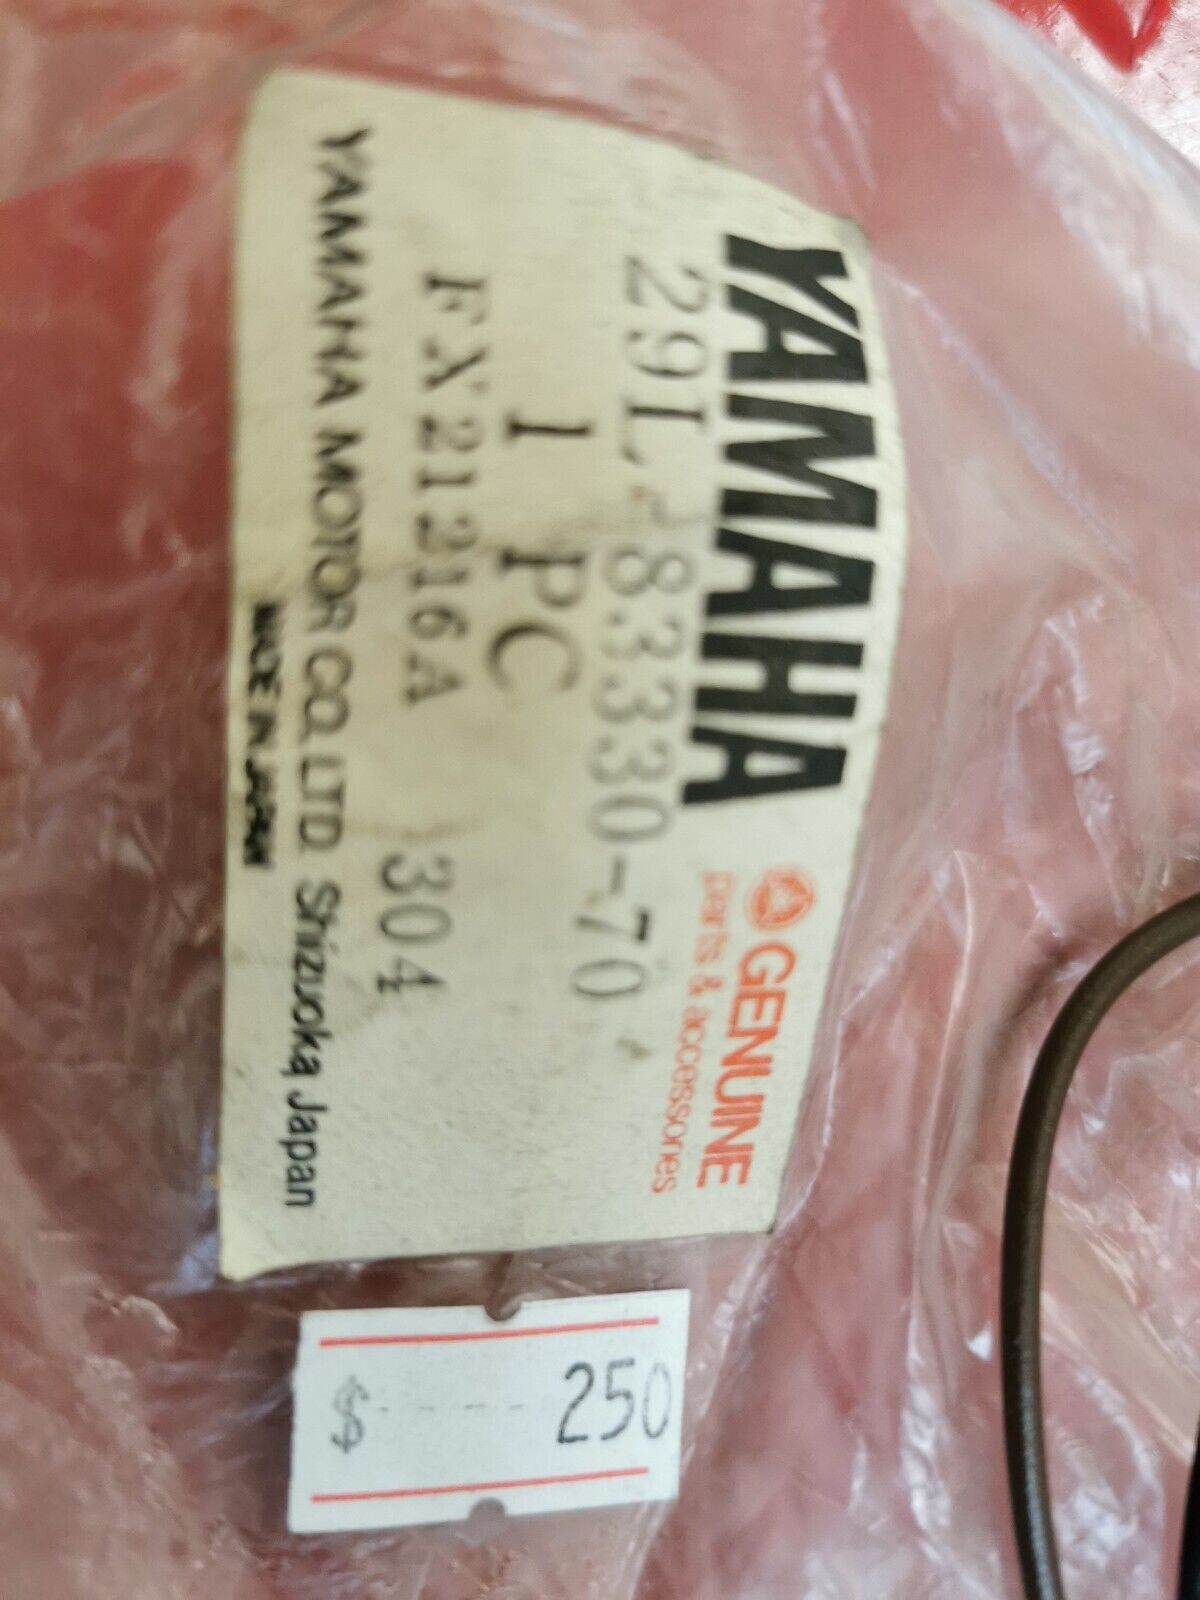 YAMAHA GENUINE
parts & accessories
29L-83330-70
1 PC
FX21216A 304
YAMAHA MOTOR CO., LTD. Shizuoka, Japan
MADE IN JAPAN
$ - - - - - 250